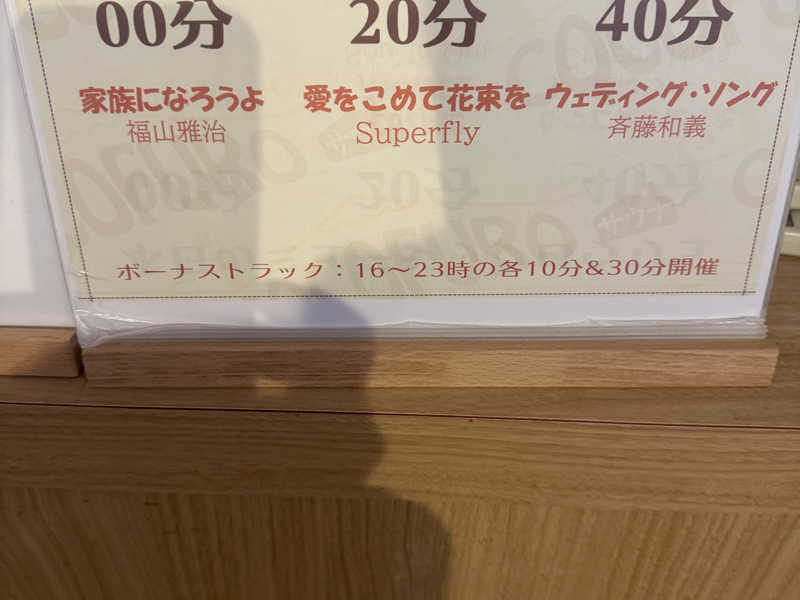 00分 20分 40分
家族になろうよ 愛をこめて花束を ウェディング・ソング
福山雅治 Superfly 斉藤和義
ボーナストラック：16〜23時の各10分&30分開催